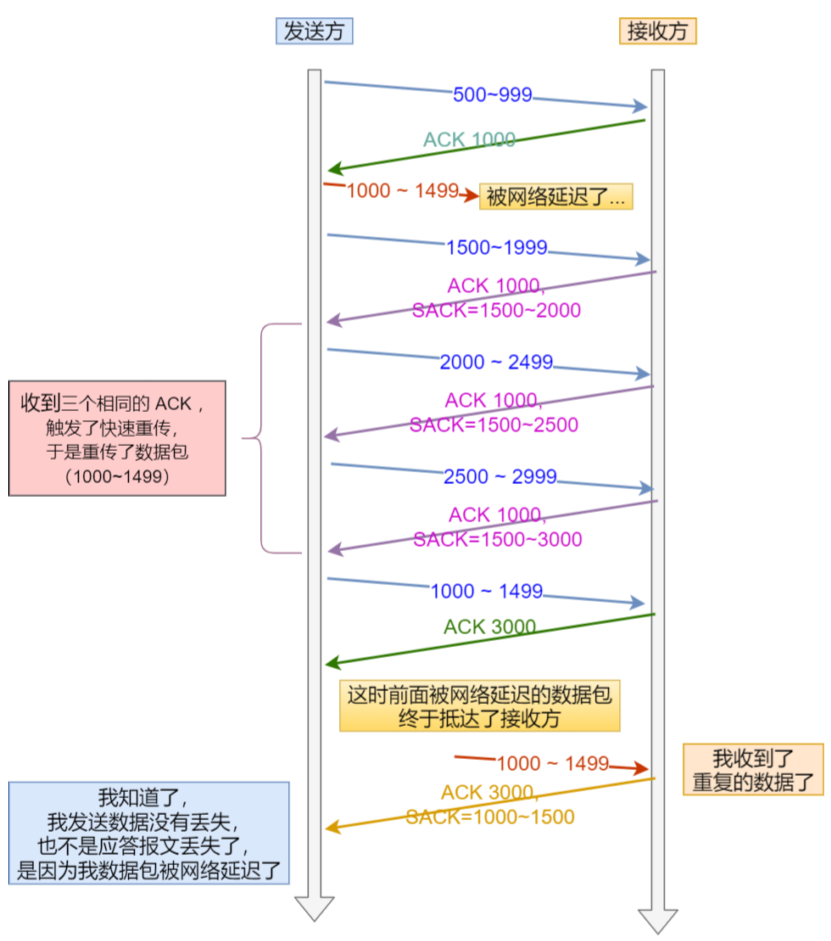 发送方
接收方
500~999
ACK 1000
1000 ~ 1499
被网络延迟了...
1500~1999
ACK 1000,
SACK=1500~2000
2000 ~ 2499
收到三个相同的 ACK ，
触发了快速重传，
于是重传了数据包
（1000~1499）
ACK 1000,
SACK=1500~2500
2500 ~ 2999
ACK 1000,
SACK=1500~3000
1000 ~ 1499
ACK 3000
这时前面被网络延迟的数据包
终于抵达了接收方
1000 ~ 1499
我收到了
重复的数据了
ACK 3000,
SACK=1000~1500
我知道了，
我发送数据没有丢失，
也不是应答报文丢失了，
是因为我数据包被网络延迟了